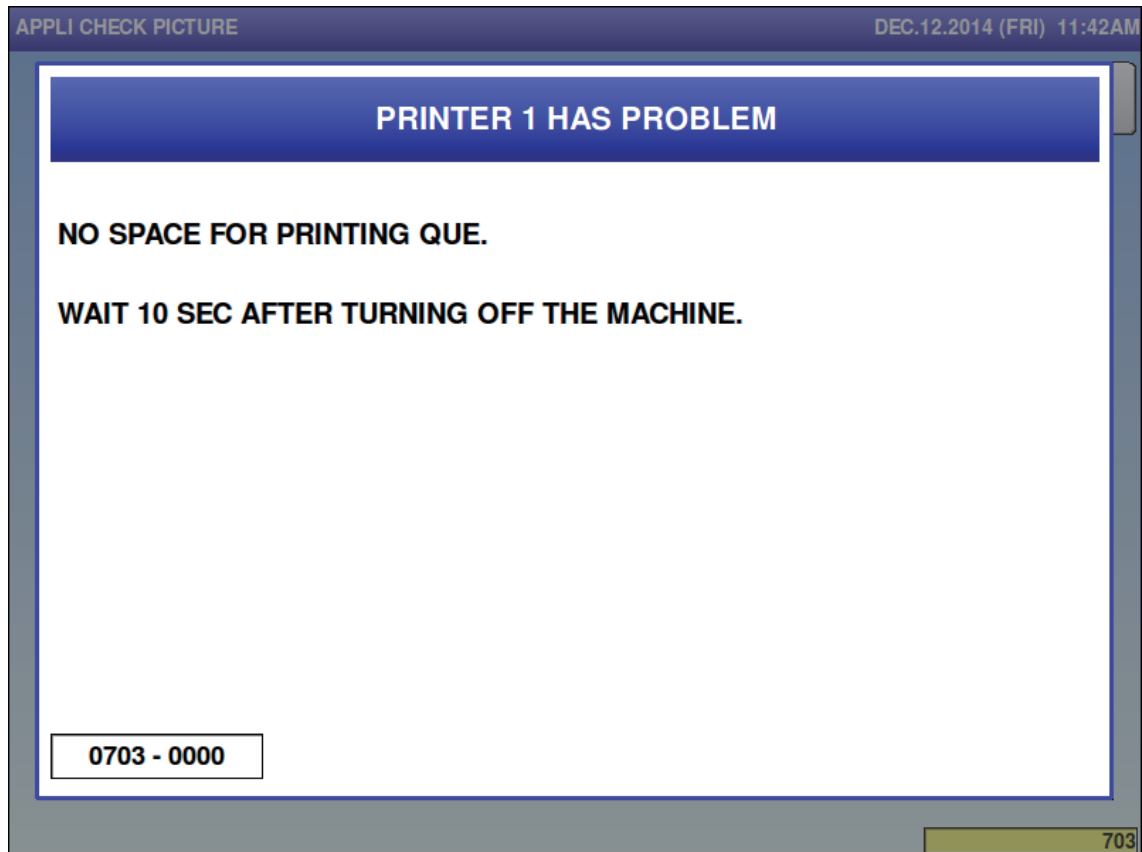 APPLI CHECK PICTURE DEC.12.2014 (FRI) 11:42AM
PRINTER 1 HAS PROBLEM
NO SPACE FOR PRINTING QUE.
WAIT 10 SEC AFTER TURNING OFF THE MACHINE.
0703 - 0000
703